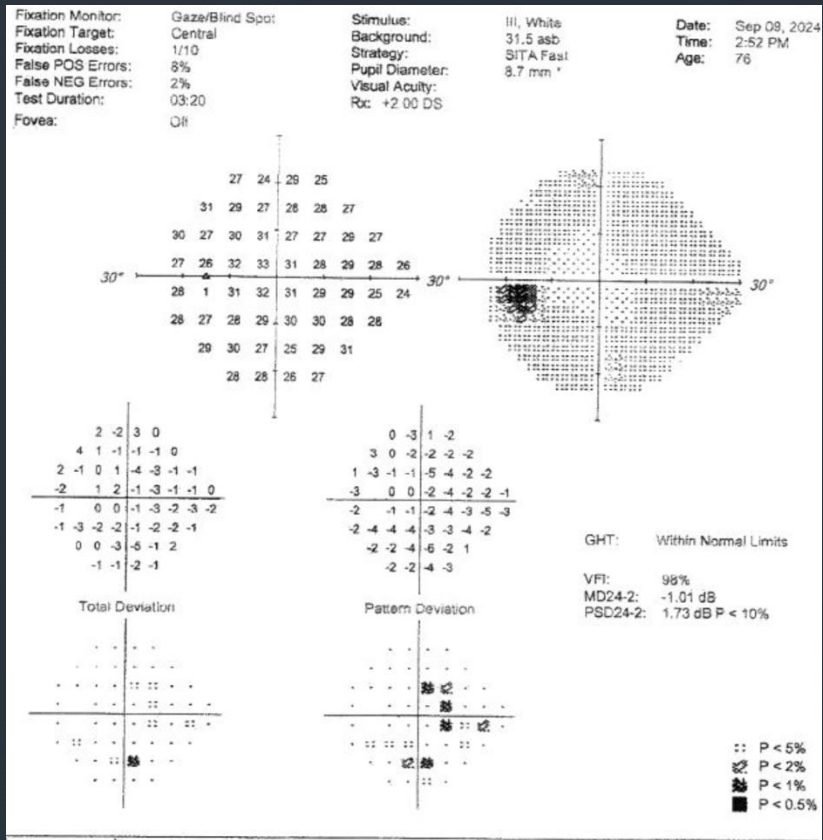 Fixation Monitor: Gaze/Blind Spot
Fixation Target: Central
Fixation Losses: 1/10
False POS Errors: 8%
False NEG Errors: 2%
Test Duration: 03:20
Fovea: Off
Stimulus: III, White
Background: 31.5 asb
Strategy: SITA Fast
Pupil Diameter: 8.7 mm *
Visual Acuity:
Rx: +2.00 DS
Date: Sep 09, 2024
Time: 2:52 PM
Age: 76
27 24 29 25
31 29 27 28 28 27
30 27 30 31 27 27 29 27
27 26 32 33 31 28 29 28 26
30° 30°
28 1 31 32 31 29 29 25 24
28 27 28 29 30 30 28 28
29 30 27 25 29 31
28 28 26 27
30°
2 -2 3 0
4 1 -1 -1 -1 0
2 -1 0 1 -4 -3 -1 -1
-2 1 2 -1 -3 -1 -1 0
-1 0 0 -1 -3 -2 -3 -2
-1 -3 -2 -2 -1 -2 -2 -1
0 0 -3 -5 -1 2
-1 -1 -2 -1
Total Deviation
0 -3 1 -2
3 0 -2 -2 -2 -2
1 -3 -1 -1 -5 -4 -2 -2
-3 0 0 -2 -4 -2 -2 -1
-2 -1 -1 -2 -4 -3 -5 -3
-2 -4 -4 -4 -3 -3 -4 -2
-2 -2 -4 -6 -2 1
-2 -2 -4 -3
Pattern Deviation
GHT: Within Normal Limits
VFI: 98%
MD24-2: -1.01 dB
PSD24-2: 1.73 dB P < 10%
P < 5%
P < 2%
P < 1%
P < 0.5%